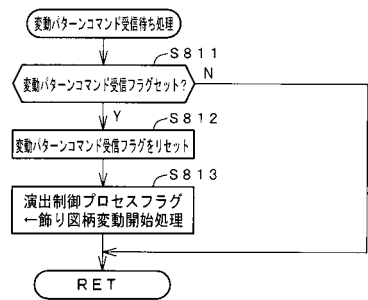 変動パターンコマンド受信待ち処理
S811
変動パターンコマンド受信フラグセット?
N
Y
S812
変動パターンコマンド受信フラグをリセット
S813
演出制御プロセスフラグ
←飾り図柄変動開始処理
RET